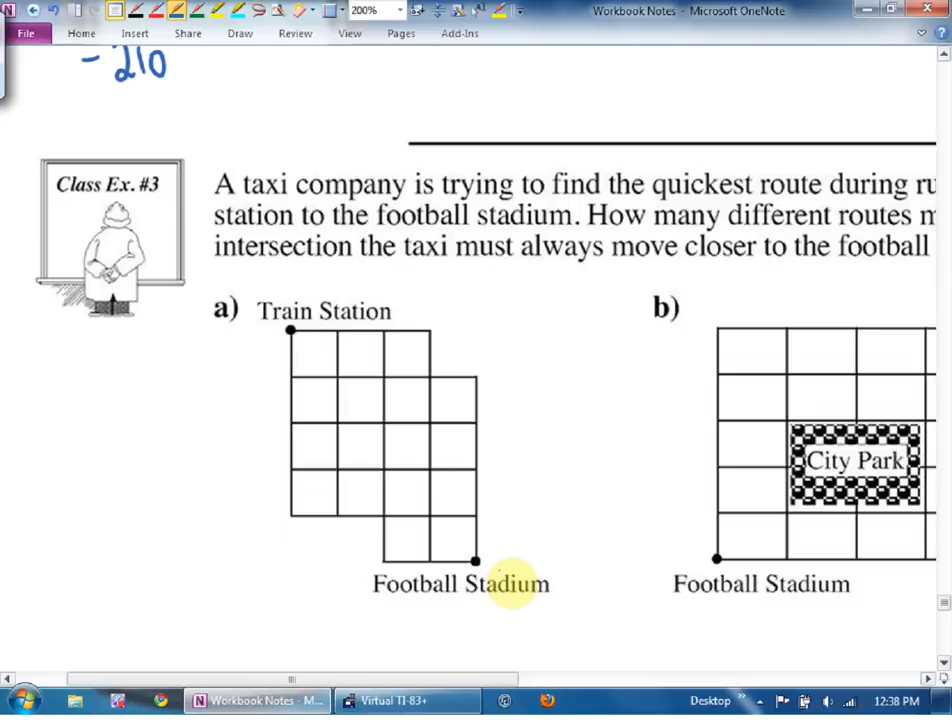 200%
Workbook Notes - Microsoft OneNote
File Home Insert Share Draw Review View Pages Add-Ins
- 210
Class Ex. #3
A taxi company is trying to find the quickest route during ru
station to the football stadium. How many different routes m
intersection the taxi must always move closer to the football
a) Train Station
b)
City Park
Football Stadium
Football Stadium
Workbook Notes - M...
Virtual TI-83+
Desktop
12:38 PM